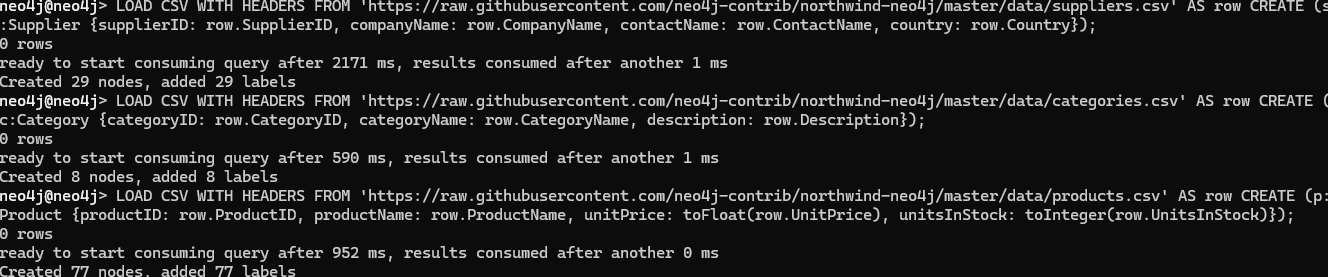 neo4j@neo4j> LOAD CSV WITH HEADERS FROM 'https://raw.githubusercontent.com/neo4j-contrib/northwind-neo4j/master/data/suppliers.csv' AS row CREATE (s
:Supplier {supplierID: row.SupplierID, companyName: row.CompanyName, contactName: row.ContactName, country: row.Country});
0 rows
ready to start consuming query after 2171 ms, results consumed after another 1 ms
Created 29 nodes, added 29 labels
neo4j@neo4j> LOAD CSV WITH HEADERS FROM 'https://raw.githubusercontent.com/neo4j-contrib/northwind-neo4j/master/data/categories.csv' AS row CREATE (
c:Category {categoryID: row.CategoryID, categoryName: row.CategoryName, description: row.Description});
0 rows
ready to start consuming query after 590 ms, results consumed after another 1 ms
Created 8 nodes, added 8 labels
neo4j@neo4j> LOAD CSV WITH HEADERS FROM 'https://raw.githubusercontent.com/neo4j-contrib/northwind-neo4j/master/data/products.csv' AS row CREATE (p:
Product {productID: row.ProductID, productName: row.ProductName, unitPrice: toFloat(row.UnitPrice), unitsInStock: toInteger(row.UnitsInStock)});
0 rows
ready to start consuming query after 952 ms, results consumed after another 0 ms
Created 77 nodes, added 77 labels